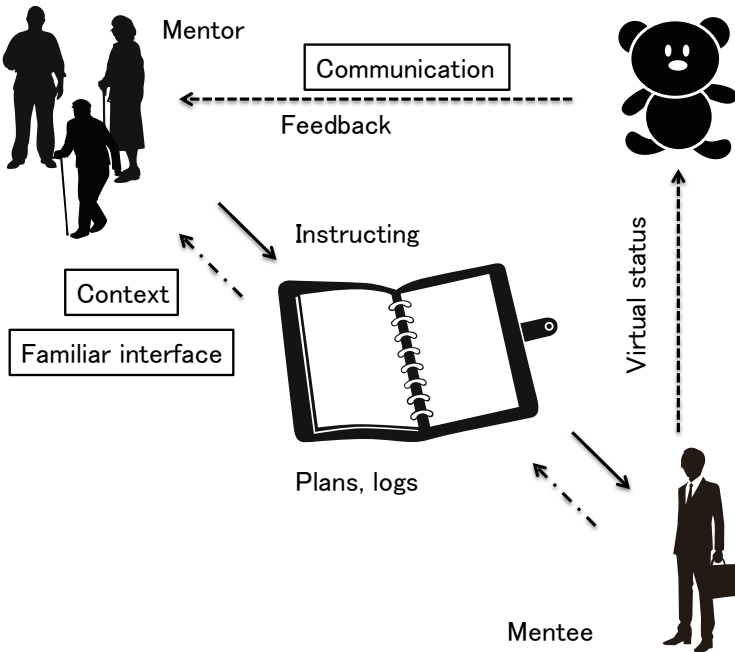 Mentor
Communication
Feedback
Instructing
Context
Familiar interface
Virtual status
Plans, logs
Mentee